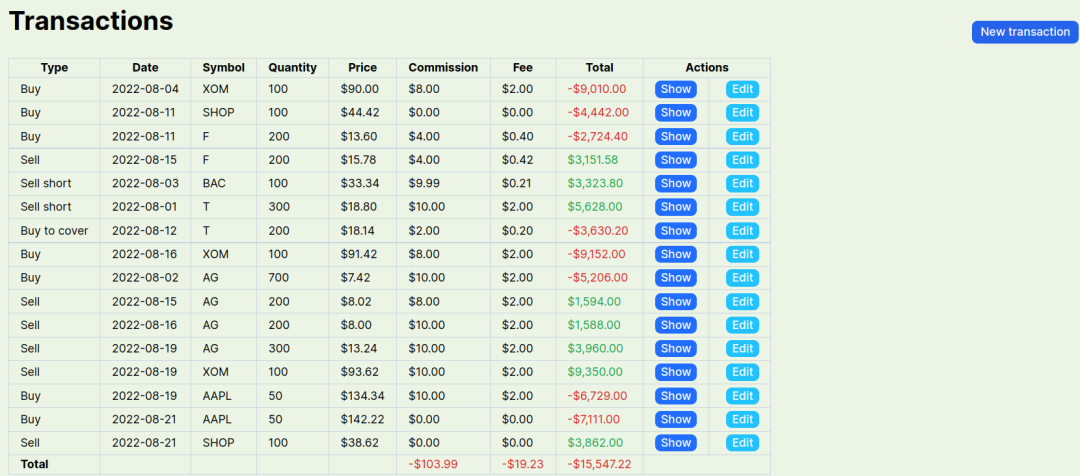 Transactions
New transaction
Type Date Symbol Quantity Price Commission Fee Total Actions
Buy 2022-08-04 XOM 100 $90.00 $8.00 $2.00 -$9,010.00 Show Edit
Buy 2022-08-11 SHOP 100 $44.42 $0.00 $0.00 -$4,442.00 Show Edit
Buy 2022-08-11 F 200 $13.60 $4.00 $0.40 -$2,724.40 Show Edit
Sell 2022-08-15 F 200 $15.78 $4.00 $0.42 $3,151.58 Show Edit
Sell short 2022-08-03 BAC 100 $33.34 $9.99 $0.21 $3,323.80 Show Edit
Sell short 2022-08-01 T 300 $18.80 $10.00 $2.00 $5,628.00 Show Edit
Buy to cover 2022-08-12 T 200 $18.14 $2.00 $0.20 -$3,630.20 Show Edit
Buy 2022-08-16 XOM 100 $91.42 $8.00 $2.00 -$9,152.00 Show Edit
Buy 2022-08-02 AG 700 $7.42 $10.00 $2.00 -$5,206.00 Show Edit
Sell 2022-08-15 AG 200 $8.02 $8.00 $2.00 $1,594.00 Show Edit
Sell 2022-08-16 AG 200 $8.00 $10.00 $2.00 $1,588.00 Show Edit
Sell 2022-08-19 AG 300 $13.24 $10.00 $2.00 $3,960.00 Show Edit
Sell 2022-08-19 XOM 100 $93.62 $10.00 $2.00 $9,350.00 Show Edit
Buy 2022-08-19 AAPL 50 $134.34 $10.00 $2.00 -$6,729.00 Show Edit
Buy 2022-08-21 AAPL 50 $142.22 $0.00 $0.00 -$7,111.00 Show Edit
Sell 2022-08-21 SHOP 100 $38.62 $0.00 $0.00 $3,862.00 Show Edit
Total -$103.99 -$19.23 -$15,547.22